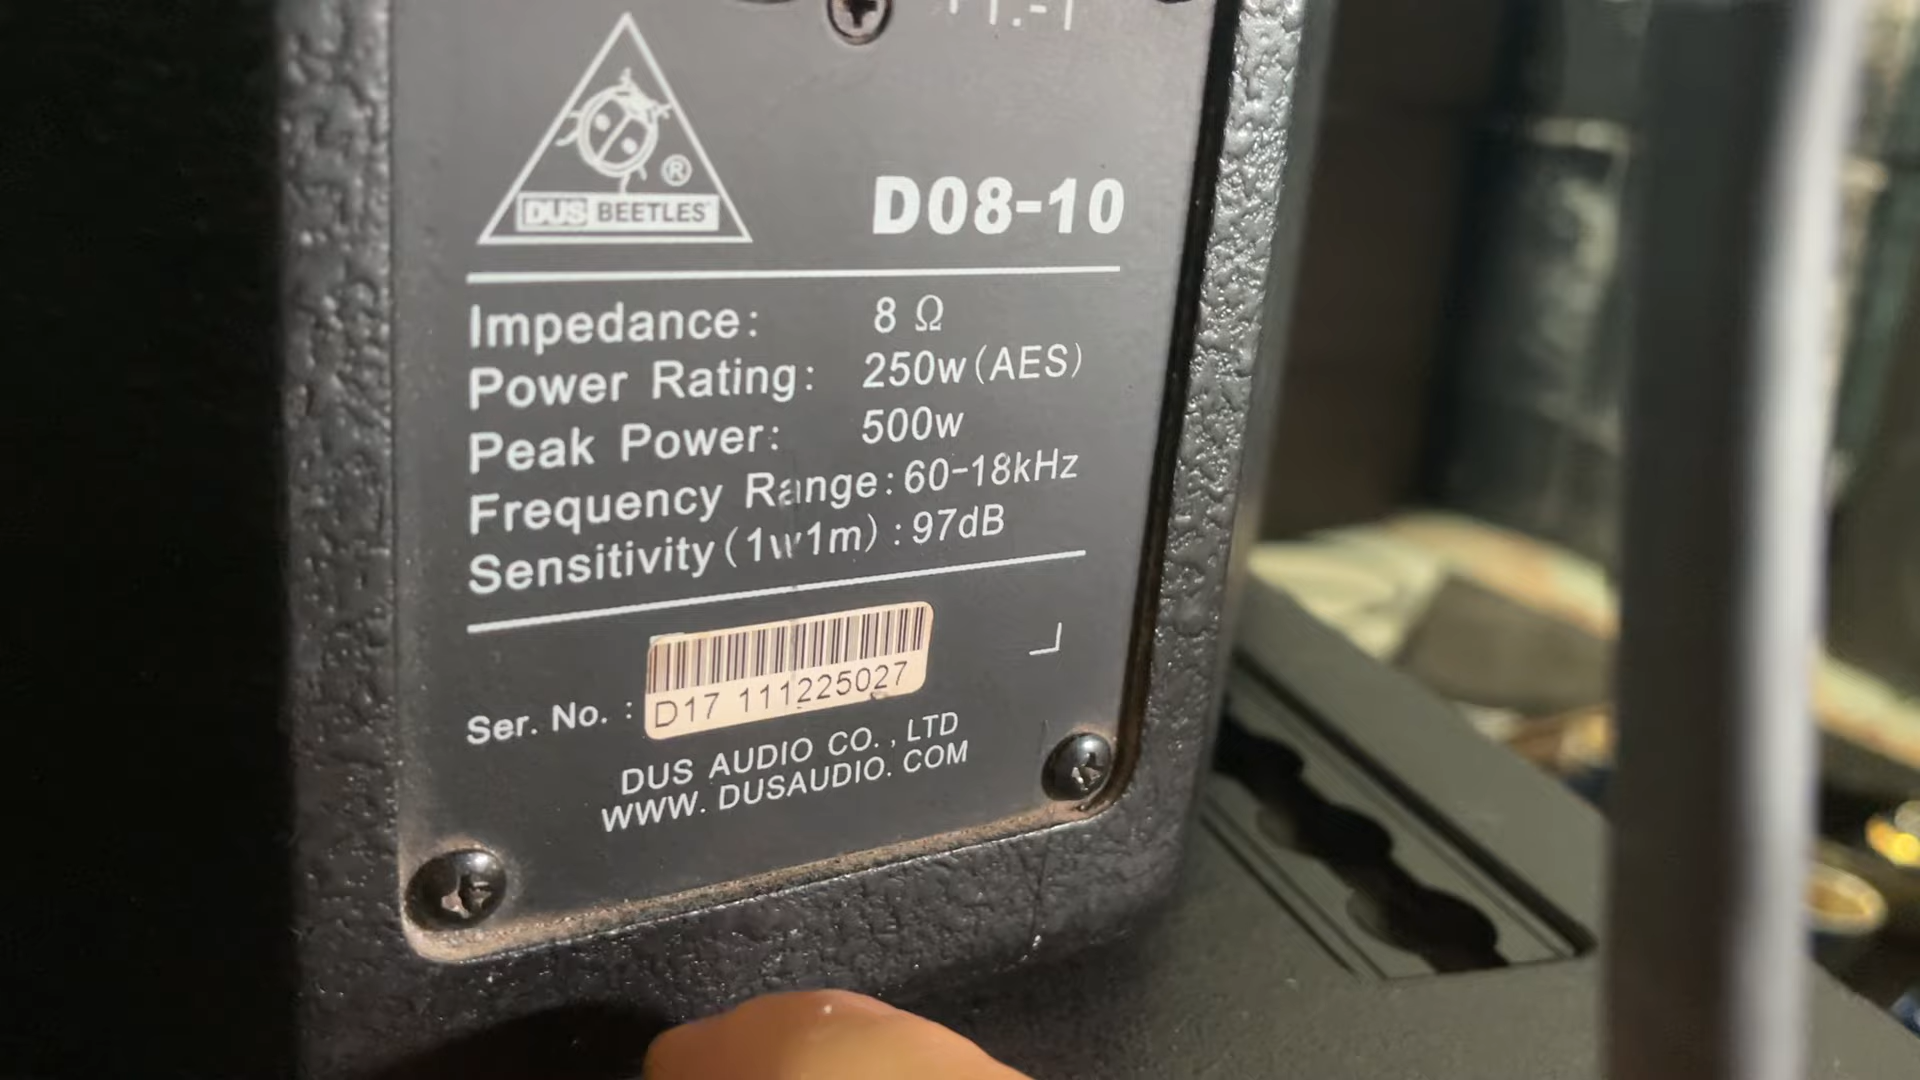 ®
DUS BEETLES
D08-10
Impedance: 8 Ω
Power Rating: 250w(AES)
Peak Power: 500w
Frequency Range:60-18kHz
Sensitivity(1w1m):97dB
Ser. No. : D17 111225027
DUS AUDIO CO., LTD
WWW. DUSAUDIO. COM